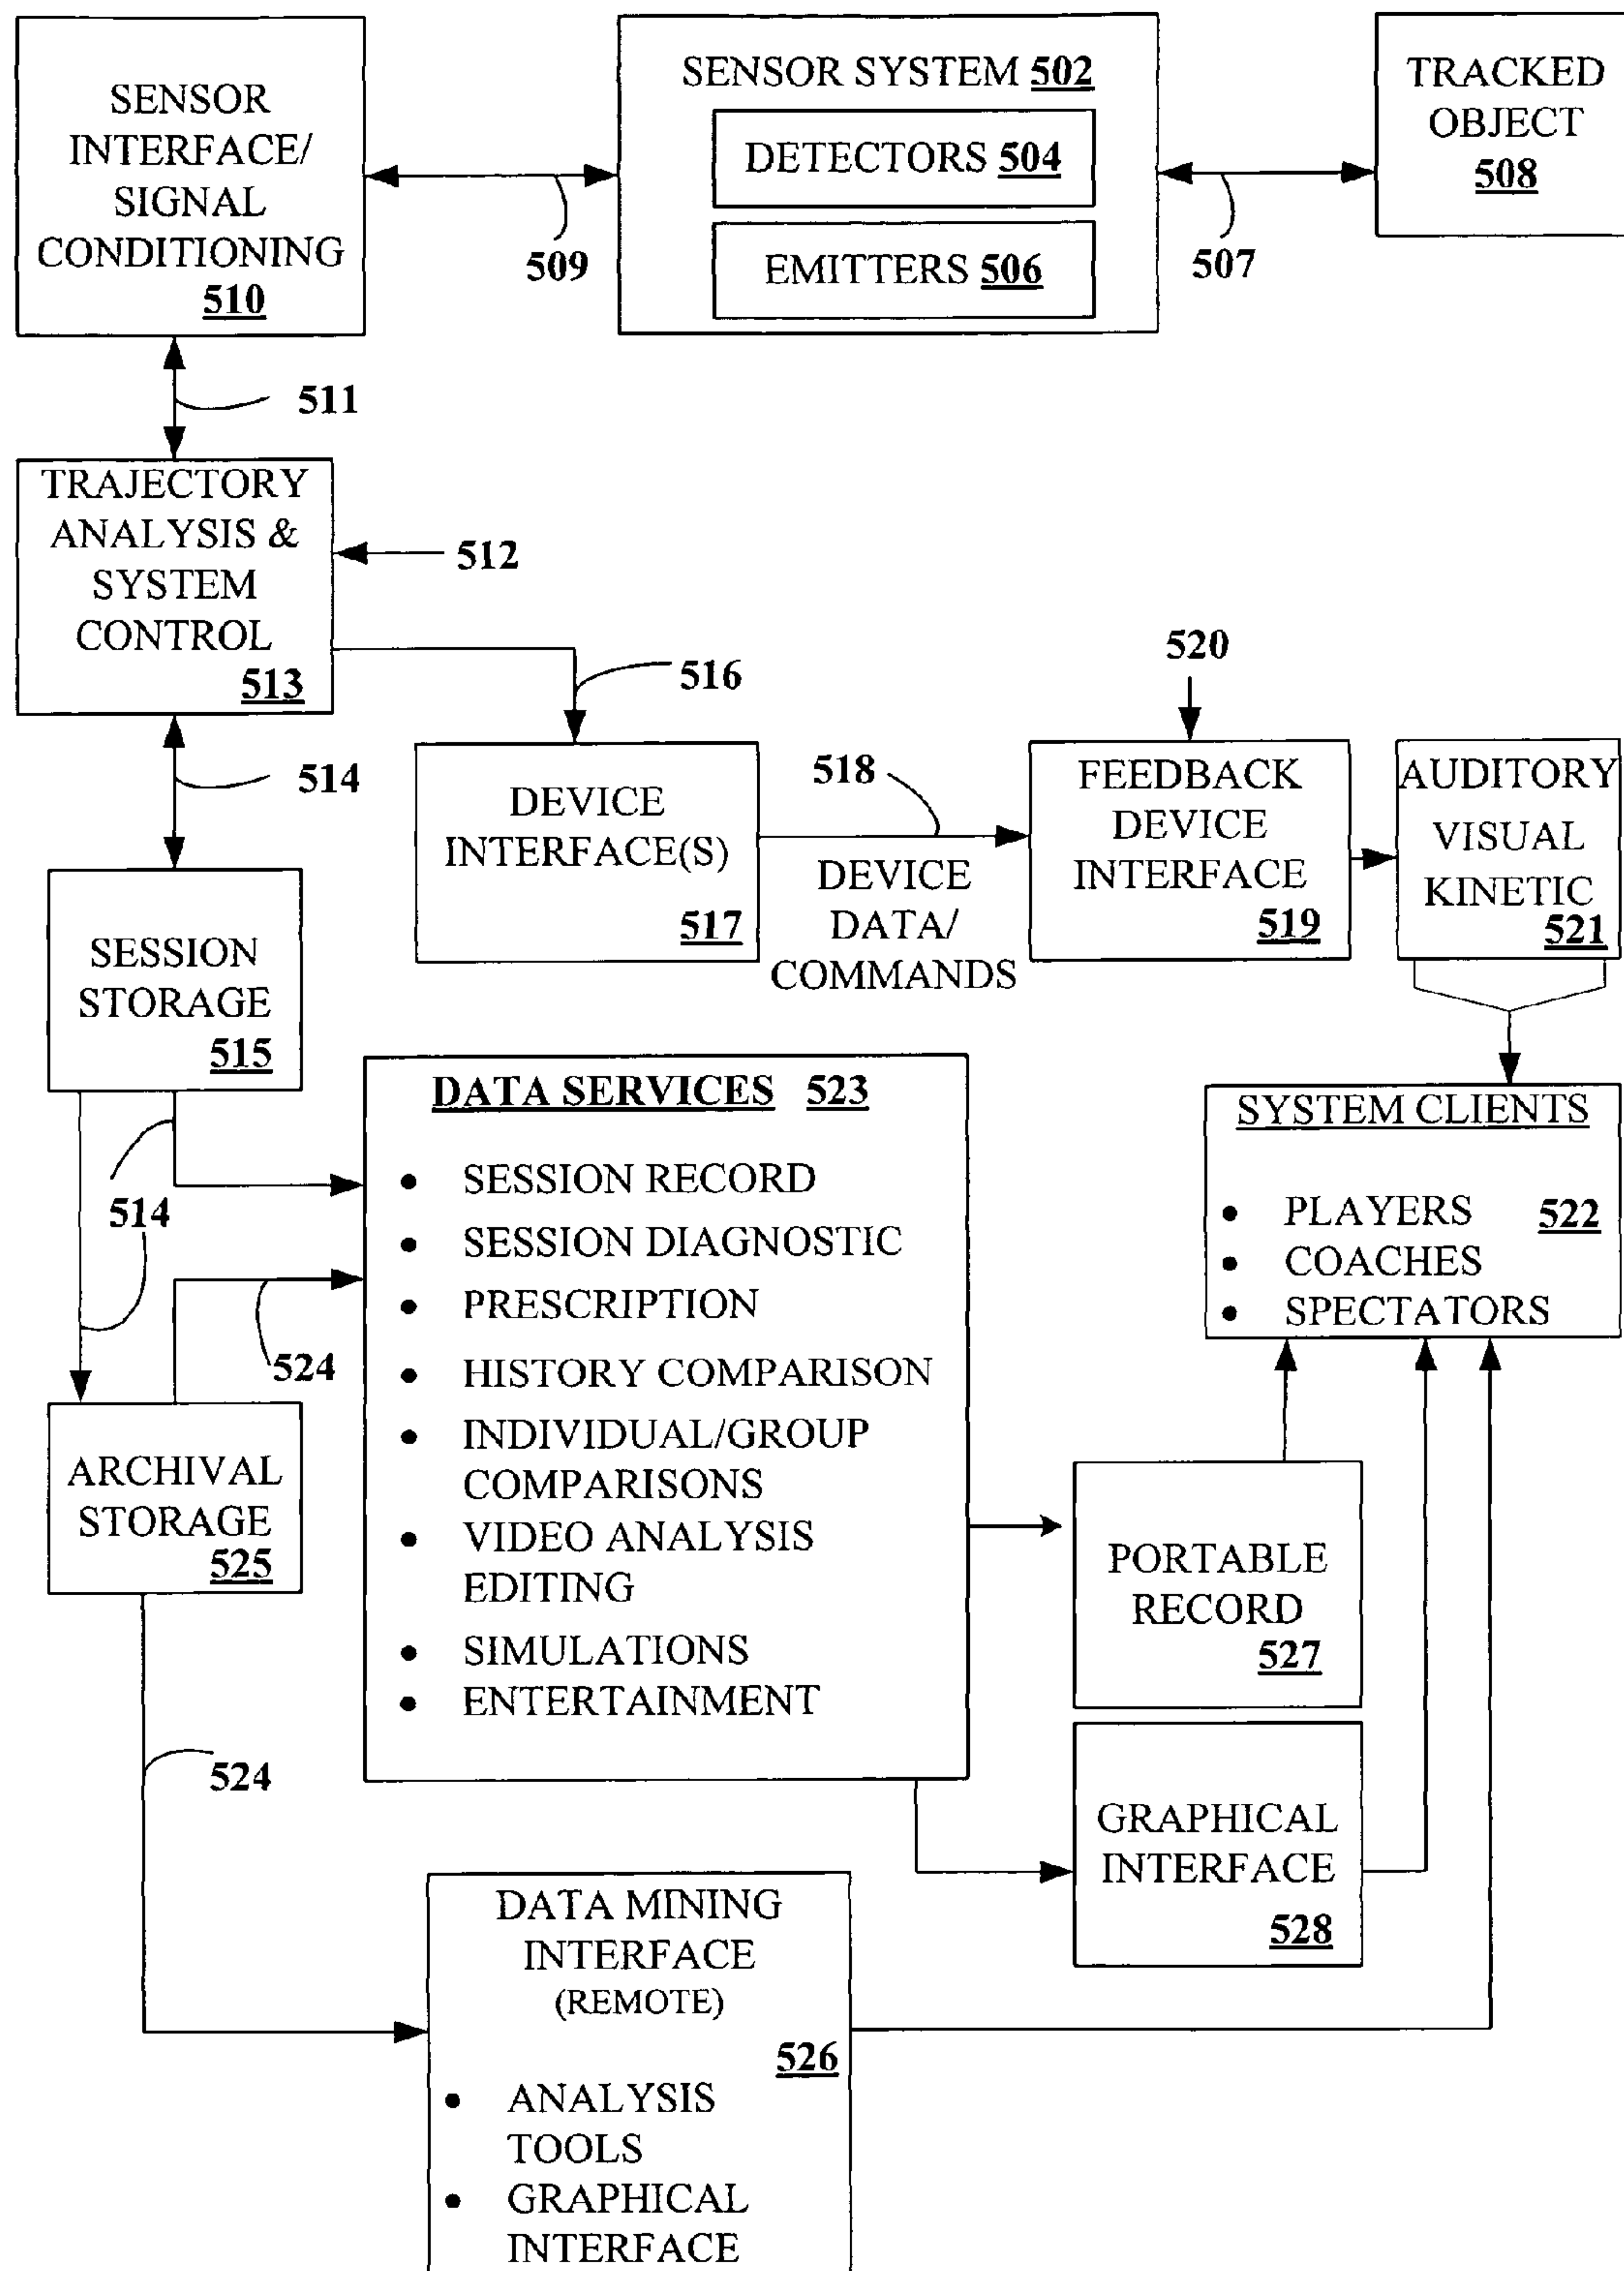 SENSOR
INTERFACE/
SIGNAL
CONDITIONING
510
509
SENSOR SYSTEM 502
DETECTORS 504
EMITTERS 506
507
TRACKED
OBJECT
508
511
TRAJECTORY
ANALYSIS &
SYSTEM
CONTROL
513
512
516
514
DEVICE
INTERFACE(S)
517
518
DEVICE
DATA/
COMMANDS
520
FEEDBACK
DEVICE
INTERFACE
519
AUDITORY
VISUAL
KINETIC
521
SESSION
STORAGE
515
514
524
ARCHIVAL
STORAGE
525
524
DATA SERVICES 523
• SESSION RECORD
• SESSION DIAGNOSTIC
• PRESCRIPTION
• HISTORY COMPARISON
• INDIVIDUAL/GROUP
COMPARISONS
• VIDEO ANALYSIS
EDITING
• SIMULATIONS
• ENTERTAINMENT
SYSTEM CLIENTS
• PLAYERS 522
• COACHES
• SPECTATORS
PORTABLE
RECORD
527
GRAPHICAL
INTERFACE
528
DATA MINING
INTERFACE
(REMOTE)
526
• ANALYSIS
TOOLS
• GRAPHICAL
INTERFACE